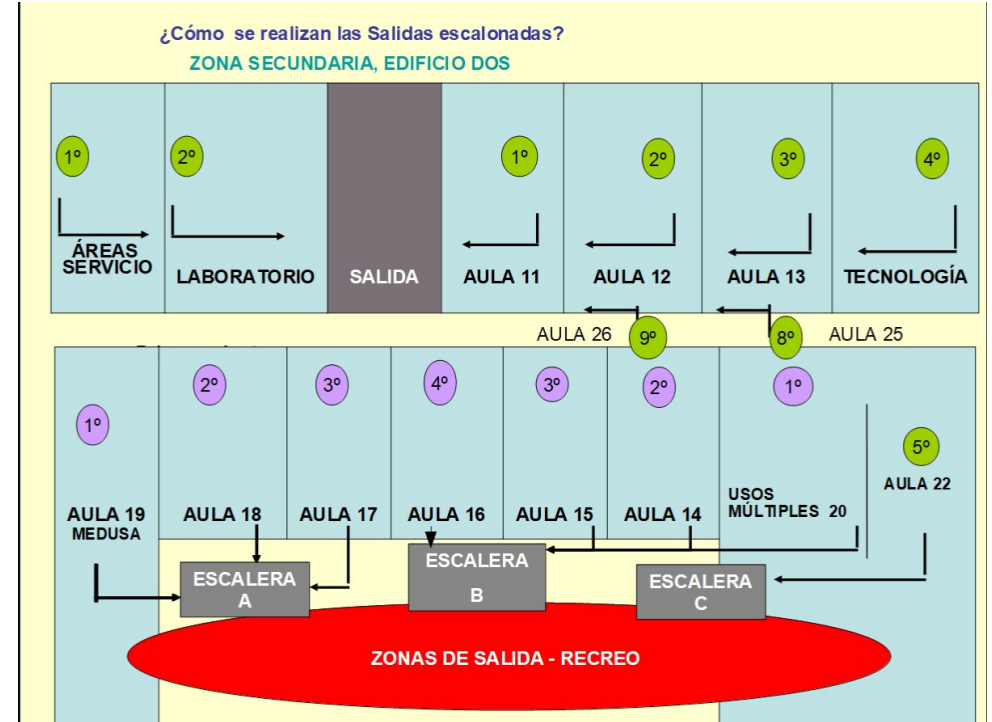 ¿Cómo se realizan las Salidas escalonadas?
ZONA SECUNDARIA, EDIFICIO DOS
1º
2º
1º
2º
3º
4º
ÁREAS
SERVICIO
LABORATORIO
SALIDA
AULA 11
AULA 12
AULA 13
TECNOLOGÍA
AULA 26
9º
8º
AULA 25
1º
2º
3º
4º
3º
2º
1º
5º
AULA 22
AULA 19
MEDUSA
AULA 18
AULA 17
AULA 16
AULA 15
AULA 14
USOS
MÚLTIPLES 20
ESCALERA
A
ESCALERA
B
ESCALERA
C
ZONAS DE SALIDA - RECREO